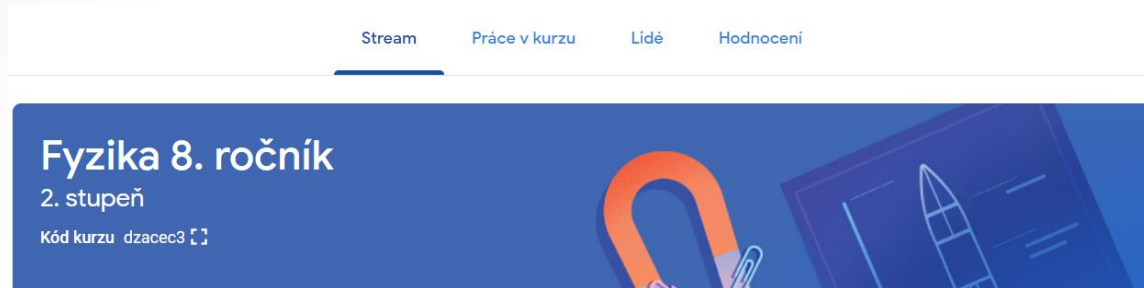 Stream Práce v kurzu Lidé Hodnocení
Fyzika 8. ročník
2. stupeň
Kód kurzu dzacec3